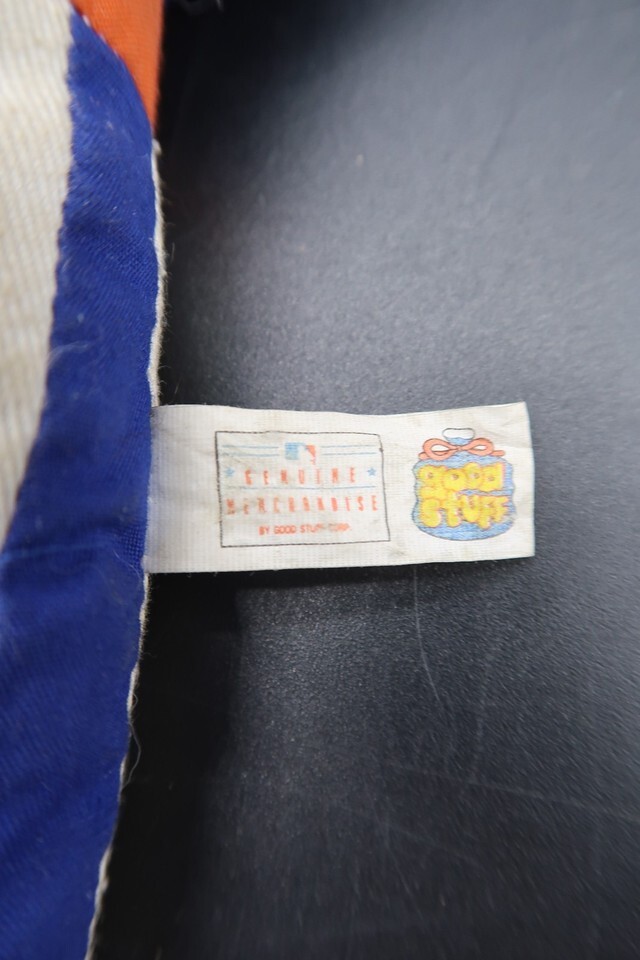 GENUINE
MERCHANDISE
BY GOOD STUFF CORP.
good
stuff